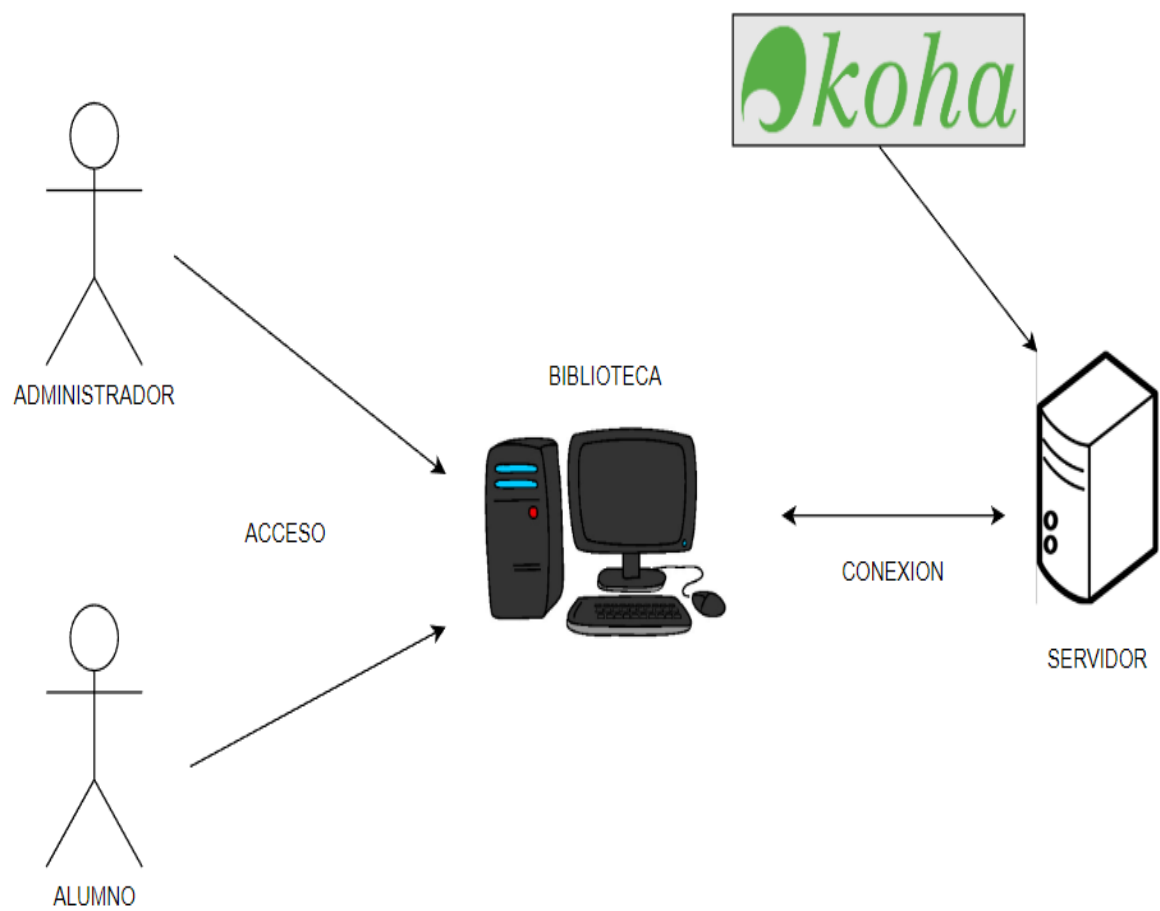 koha
ADMINISTRADOR
BIBLIOTECA
ACCESO
CONEXION
SERVIDOR
ALUMNO